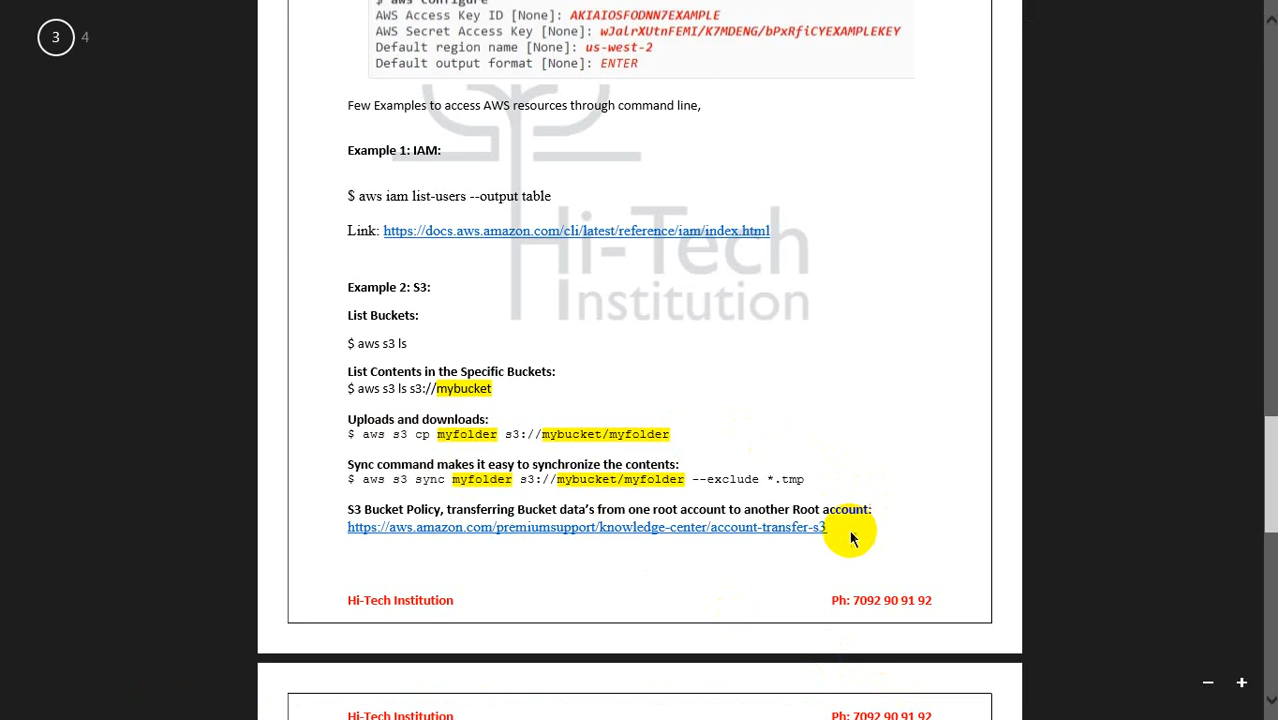 3 4
$ aws configure
AWS Access Key ID [None]: AKIAIOSFODNN7EXAMPLE
AWS Secret Access Key [None]: wJalrXUtnFEMI/K7MDENG/bPxRfiCYEXAMPLEKEY
Default region name [None]: us-west-2
Default output format [None]: ENTER
Few Examples to access AWS resources through command line,
Example 1: IAM:
$ aws iam list-users --output table
Link: https://docs.aws.amazon.com/cli/latest/reference/iam/index.html
Hi-Tech
Institution
Example 2: S3:
List Buckets:
$ aws s3 ls
List Contents in the Specific Buckets:
$ aws s3 ls s3://mybucket
Uploads and downloads:
$ aws s3 cp myfolder s3://mybucket/myfolder
Sync command makes it easy to synchronize the contents:
$ aws s3 sync myfolder s3://mybucket/myfolder --exclude *.tmp
S3 Bucket Policy, transferring Bucket data’s from one root account to another Root account:
https://aws.amazon.com/premiumsupport/knowledge-center/account-transfer-s3
Hi-Tech Institution Ph: 7092 90 91 92
Hi-Tech Institution Ph: 7092 90 91 92